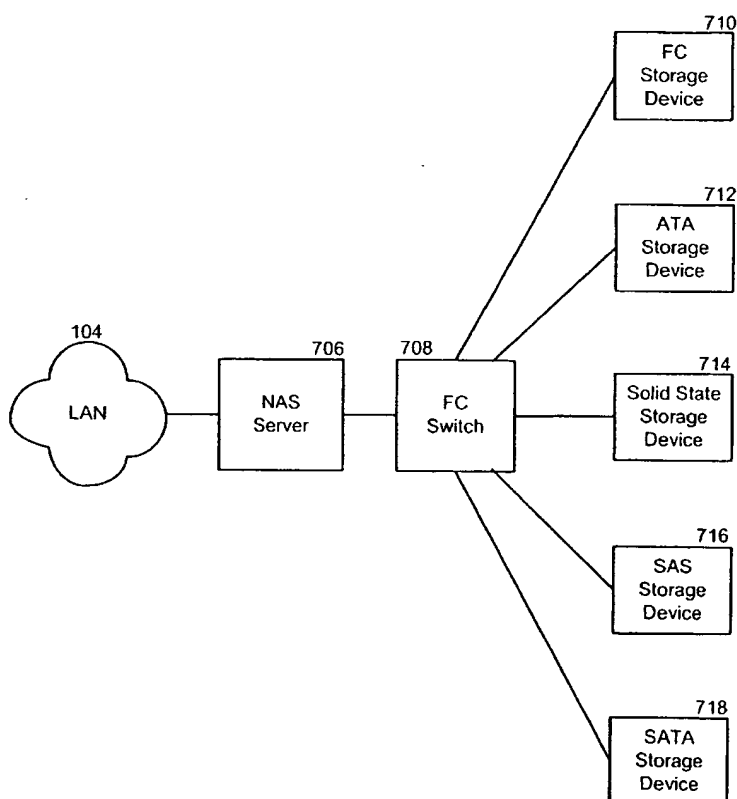 710
FC
Storage
Device
712
ATA
Storage
Device
104
LAN
706
NAS
Server
708
FC
Switch
714
Solid State
Storage
Device
716
SAS
Storage
Device
718
SATA
Storage
Device